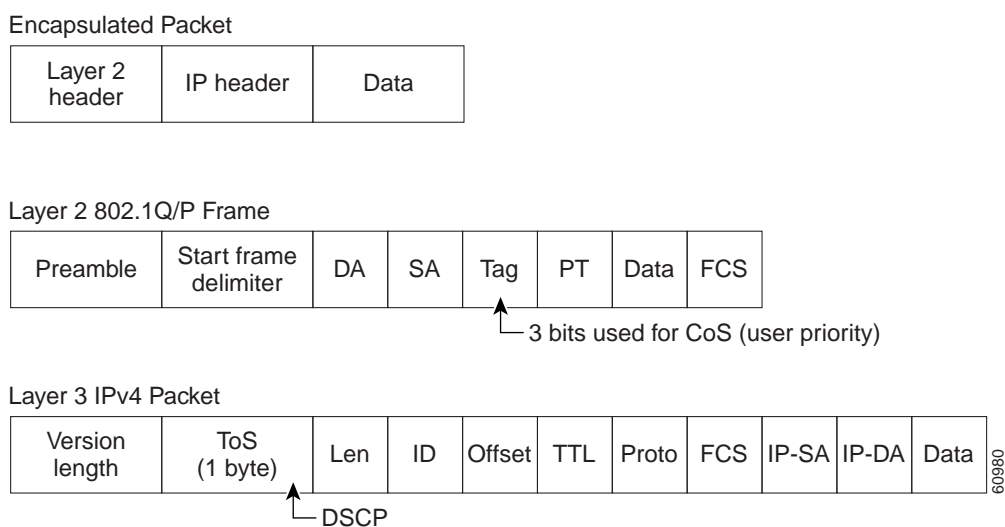 Encapsulated Packet
Layer 2
header
IP header
Data
Layer 2 802.1Q/P Frame
Preamble
Start frame
delimiter
DA
SA
Tag
PT
Data
FCS
3 bits used for CoS (user priority)
Layer 3 IPv4 Packet
Version
length
ToS
(1 byte)
Len
ID
Offset
TTL
Proto
FCS
IP-SA
IP-DA
Data
DSCP
60980